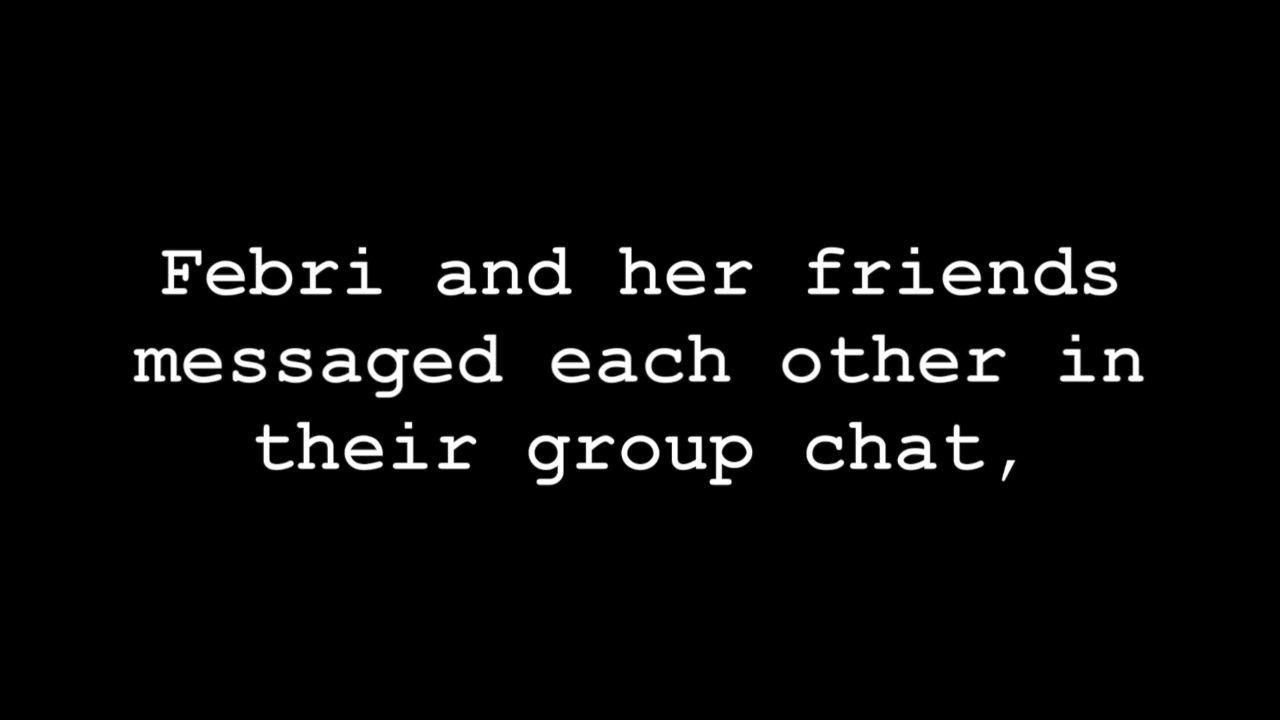 Febri and her friends
messaged each other in
their group chat,